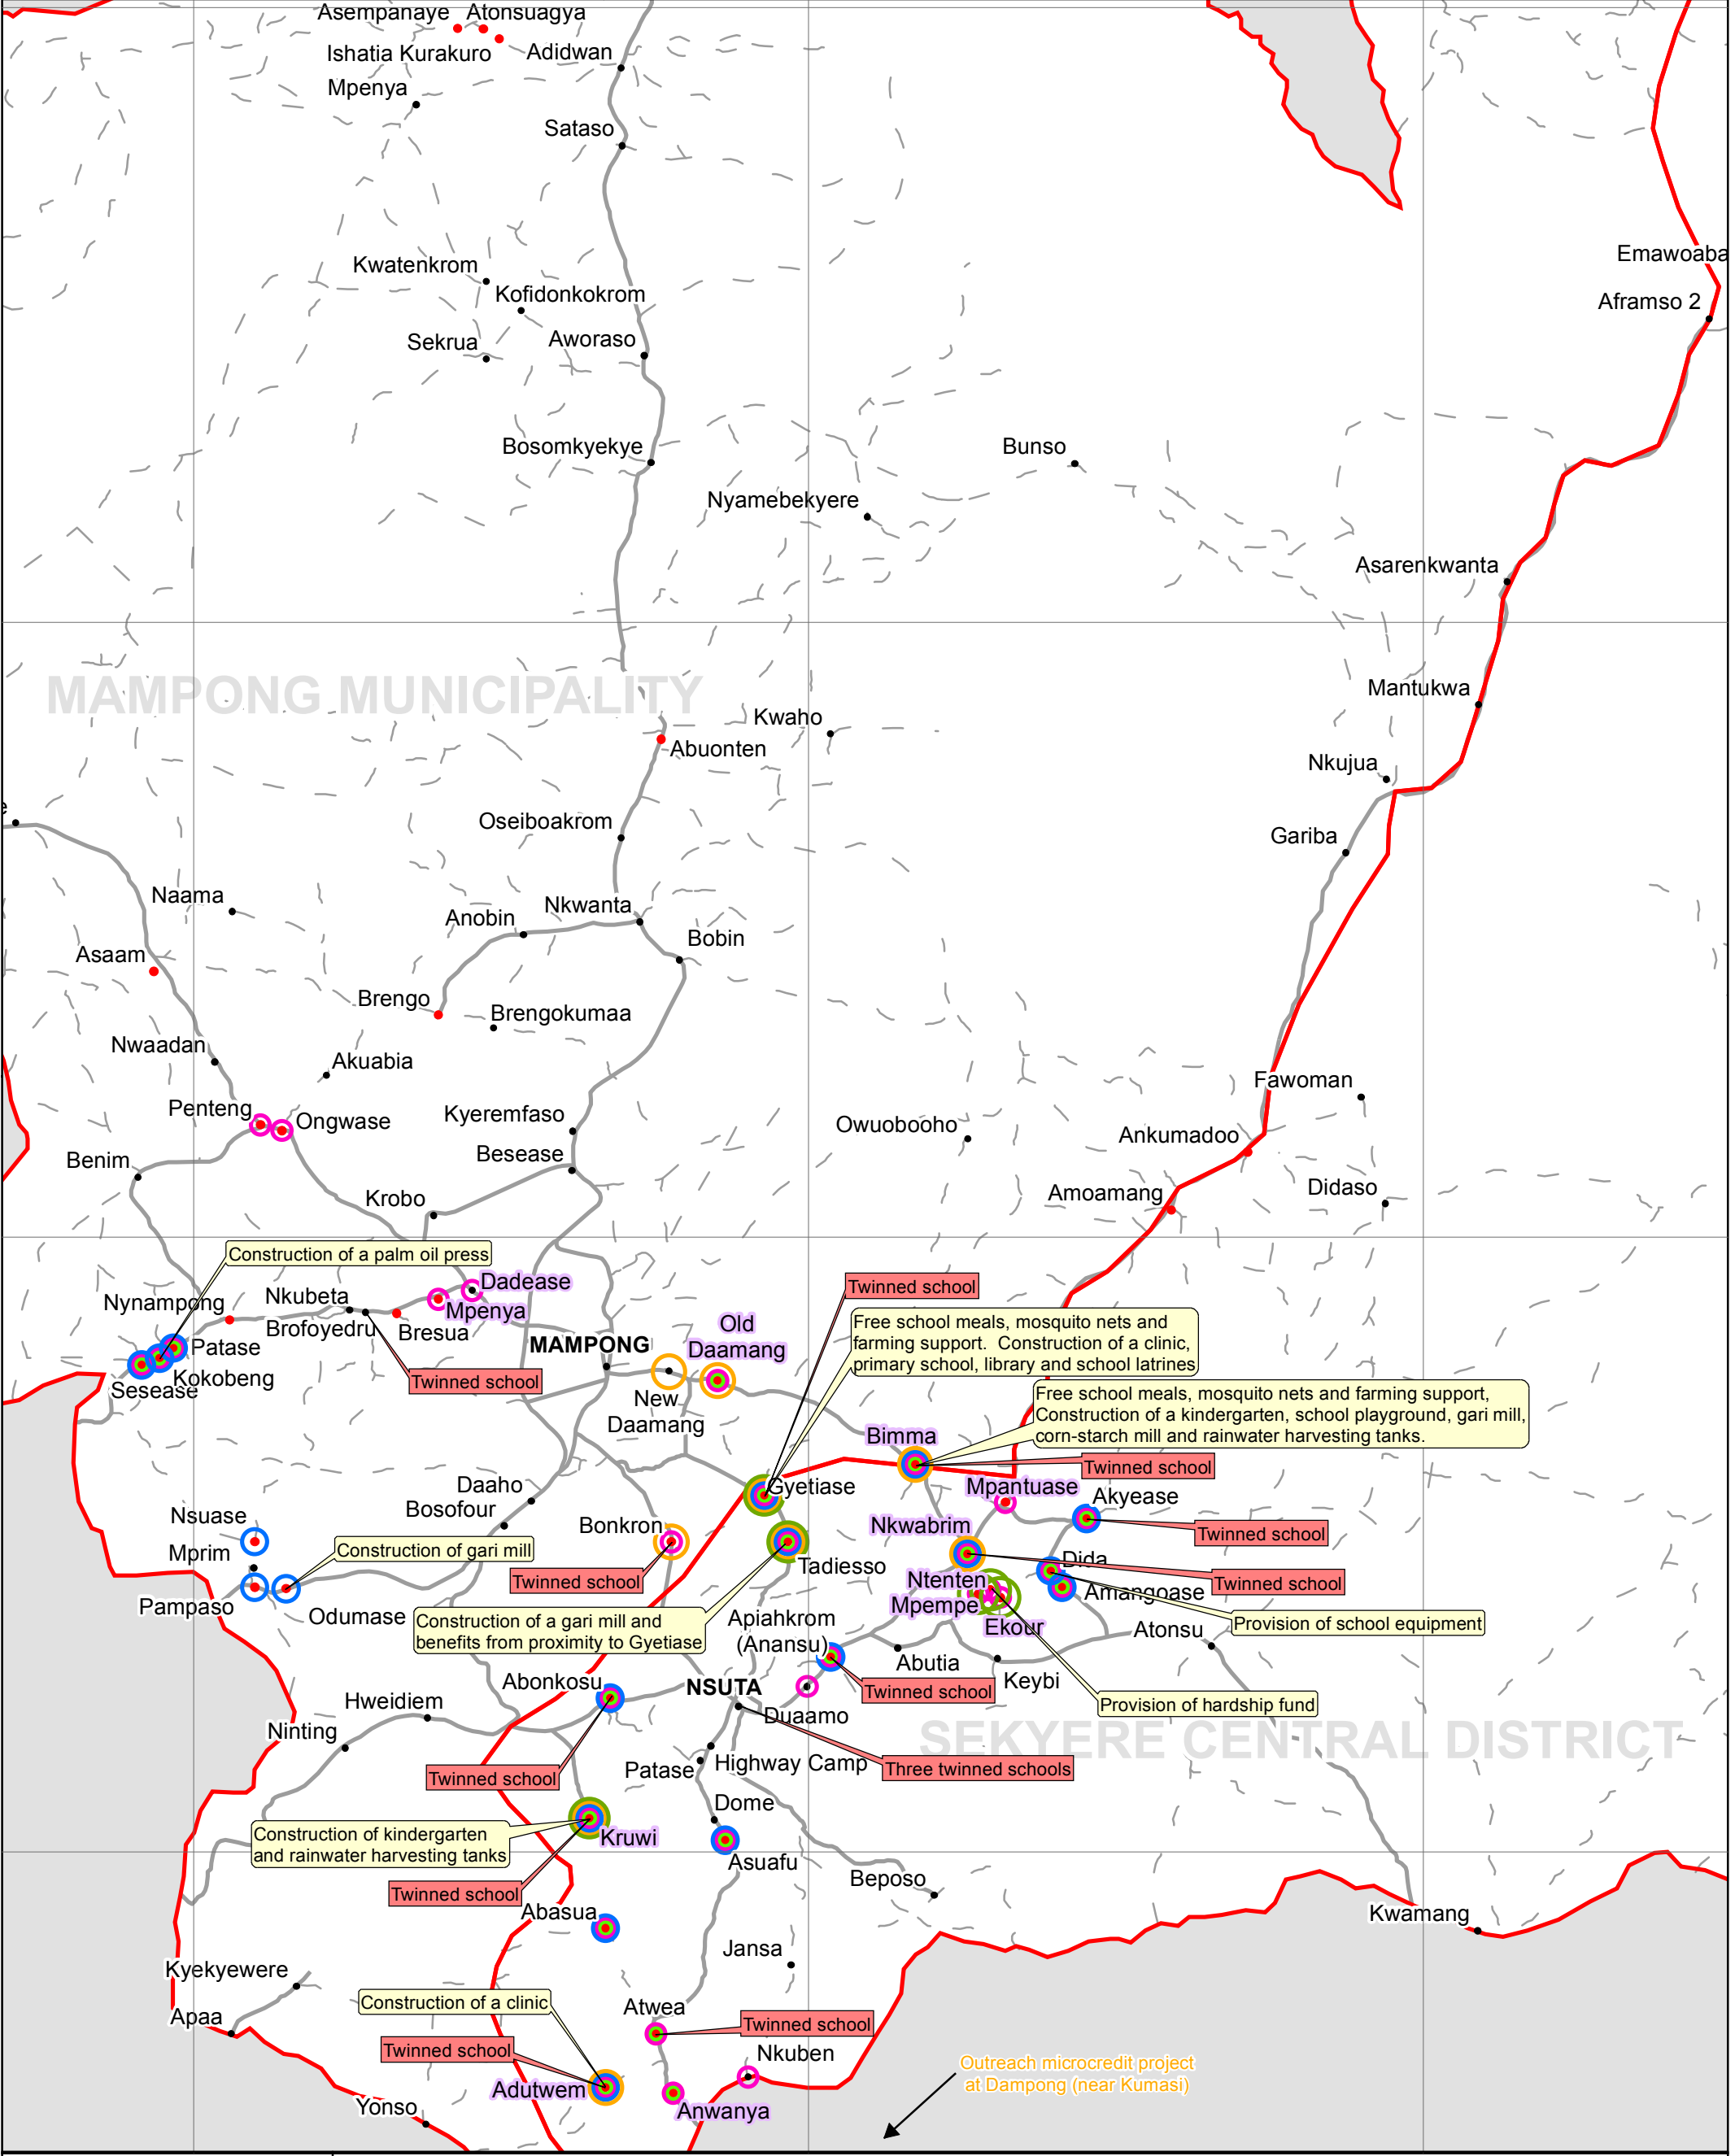 Asempanaye
Atonsuagya
Ishatia Kurakuro
Adidwan
Mpenya
Sataso
Emawoaba
Kwatenkrom
Kofidonkokrom
Aframso 2
Sekrua
Aworaso
Bosomkyekye
Bunso
Nyamebekyere
Asarenkwanta
MAMPONG MUNICIPALITY
Mantukwa
Kwaho
Abuonten
Nkujua
e
Oseiboakrom
Gariba
Naama
Anobin
Nkwanta
Bobin
Asaam
Brengo
Brengokumaa
Nwaadan
Akuabia
Fawoman
Penteng
Ongwase
Kyeremfaso
Owuobooho
Ankumadoo
Benim
Besease
Krobo
Amoamang
Didaso
Construction of a palm oil press
Dadease
Twinned school
Nynampong
Nkubeta
Mpenya
Brofoyedru
Bresua
Old
Daamang
Free school meals, mosquito nets and
farming support.  Construction of a clinic,
primary school, library and school latrines
MAMPONG
Patase
Kokobeng
Sesease
Twinned school
New
Daamang
Free school meals, mosquito nets and farming support,
Construction of a kindergarten, school playground, gari mill,
corn-starch mill and rainwater harvesting tanks.
Bimma
Twinned school
Daaho
Gyetiase
Mpantuase
Akyease
Bosofour
Nsuase
Bonkron
Nkwabrim
Twinned school
Mprim
Construction of gari mill
Tadiesso
Dida
Twinned school
Ntenten
Twinned school
Amangoase
Pampaso
Odumase
Mpempe
Construction of a gari mill and
benefits from proximity to Gyetiase
Apiahkrom
(Anansu)
Ekour
Atonsu
Provision of school equipment
Abutia
Keybi
Abonkosu
NSUTA
Twinned school
Hweidiem
Duaamo
Provision of hardship fund
Ninting
SEKYERE CENTRAL DISTRICT
Patase
Highway Camp
Three twinned schools
Twinned school
Dome
Construction of kindergarten
and rainwater harvesting tanks
Kruwi
Asuafu
Beposo
Twinned school
Abasua
Kwamang
Jansa
Kyekyewere
Construction of a clinic
Atwea
Apaa
Twinned school
Twinned school
Nkuben
Outreach microcredit project
at Dampong (near Kumasi)
Adutwem
Anwanya
Yonso